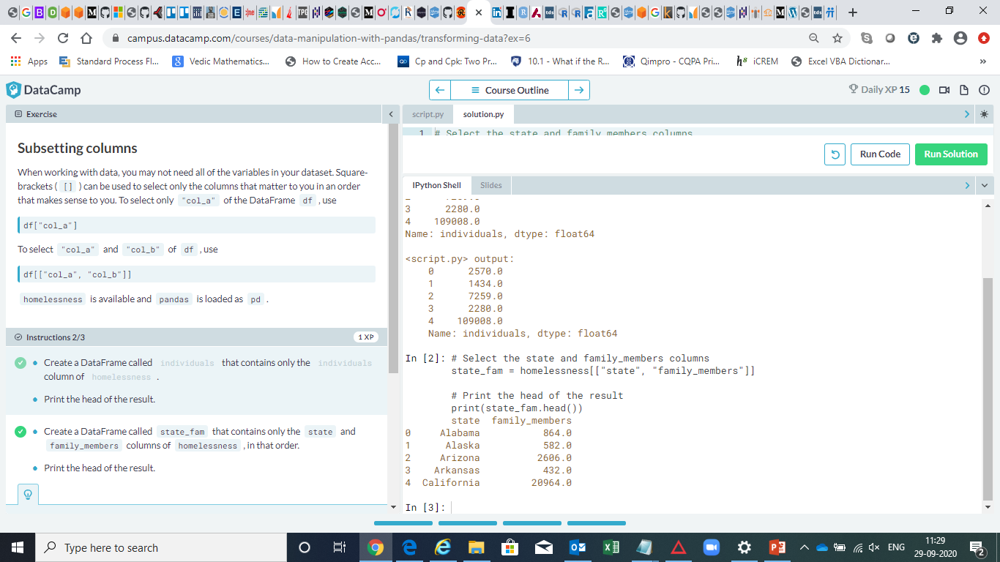 campus.datacamp.com/courses/data-manipulation-with-pandas/transforming-data?ex=6
Apps
Standard Process Fl...
Vedic Mathematics...
How to Create Acc...
Cp and Cpk: Two Pr...
10.1 - What if the R...
Qimpro - CQPA Pri...
iCREM
Excel VBA Dictionar...
»
DataCamp
Course Outline
Daily XP 15
Exercise
script.py
solution.py
Subsetting columns
When working with data, you may not need all of the variables in your dataset. Square-
brackets ( [] ) can be used to select only the columns that matter to you in an order
that makes sense to you. To select only "col_a" of the DataFrame df , use
df["col_a"]
To select "col_a" and "col_b" of df , use
df[["col_a", "col_b"]]
homelessness is available and pandas is loaded as pd .
Instructions 2/3
1 XP
Create a DataFrame called individuals that contains only the individuals
column of homelessness .
Print the head of the result.
Create a DataFrame called state_fam that contains only the state and
family_members columns of homelessness , in that order.
Print the head of the result.
1 # Select the state and family_members columns
Run Code
Run Solution
IPython Shell
Slides
3 2280.0
4 109008.0
Name: individuals, dtype: float64
<script.py> output:
0 2570.0
1 1434.0
2 7259.0
3 2280.0
4 109008.0
Name: individuals, dtype: float64
In [2]: # Select the state and family_members columns
state_fam = homelessness[["state", "family_members"]]
# Print the head of the result
print(state_fam.head())
state family_members
0 Alabama 864.0
1 Alaska 582.0
2 Arizona 2606.0
3 Arkansas 432.0
4 California 20964.0
In [3]:
Type here to search
ENG
11:29
29-09-2020
2